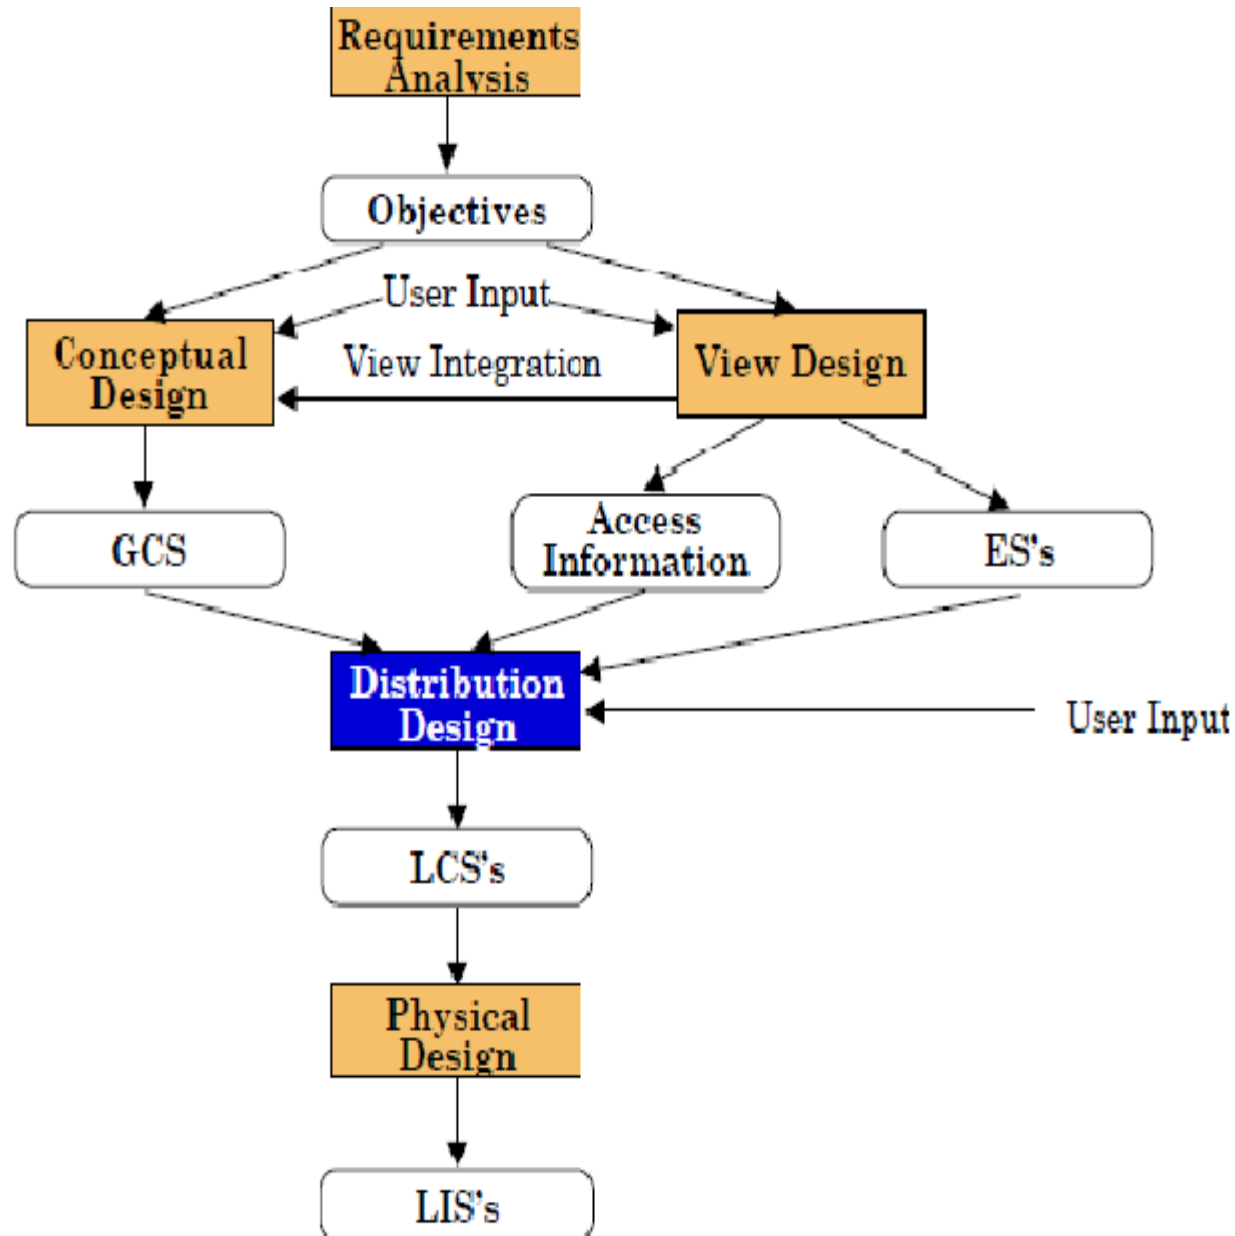 Requirements
Analysis
Objectives
User Input
Conceptual
Design
View Integration
View Design
GCS
Access
Information
ES's
Distribution
Design
User Input
LCS's
Physical
Design
LIS's